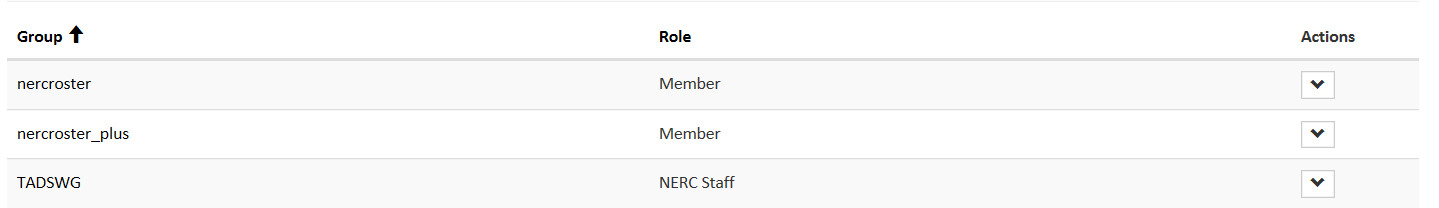 Group Role Actions
nercroster Member
nercroster_plus Member
TADSWG NERC Staff